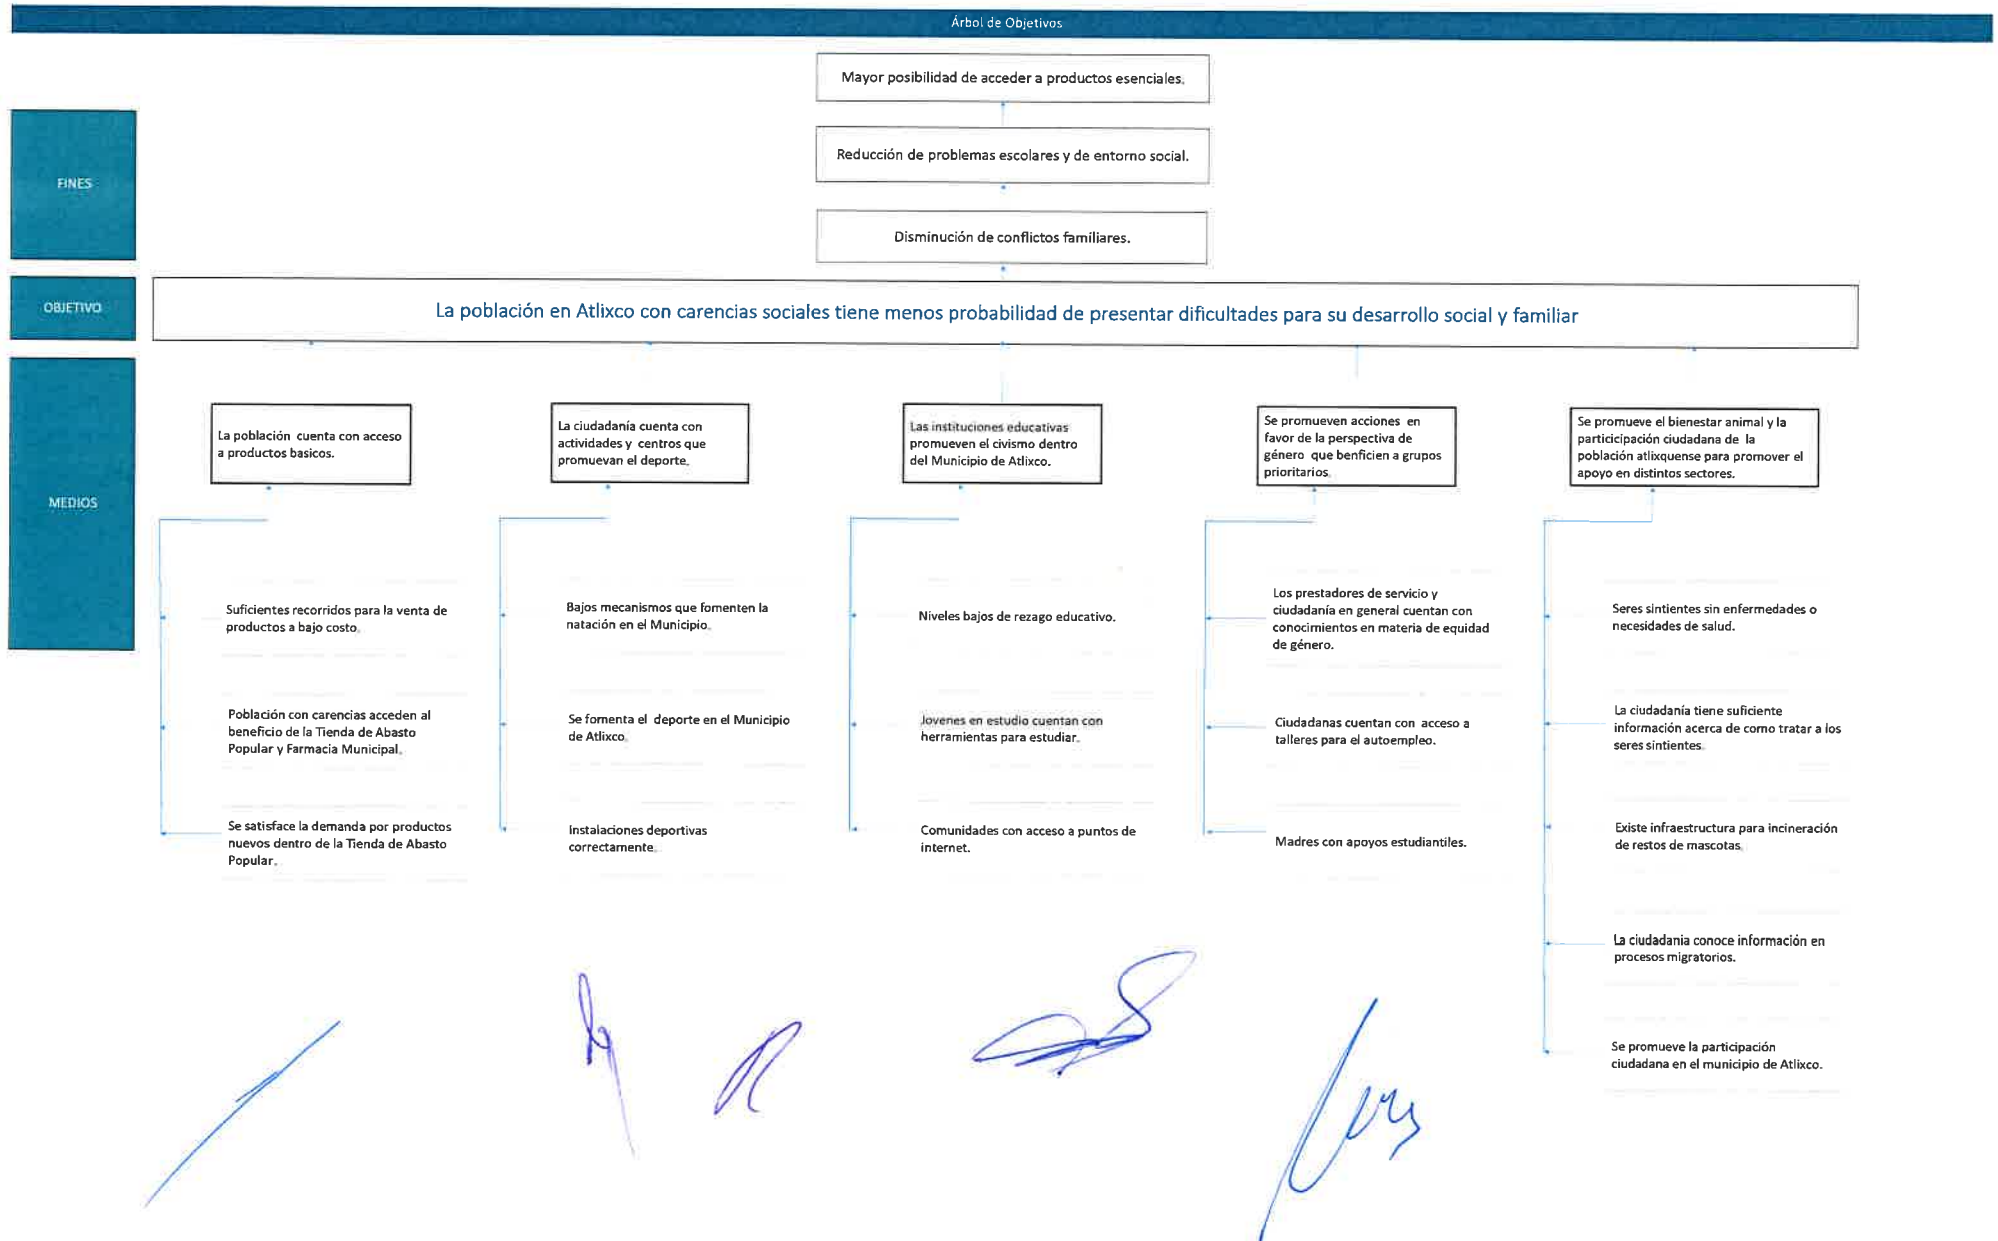 Árbol de Objetivos
Mayor posibilidad de acceder a productos esenciales.
FINES
Reducción de problemas escolares y de entorno social.
Disminución de conflictos familiares.
OBJETIVO
La población en Atlixco con carencias sociales tiene menos probabilidad de presentar dificultades para su desarrollo social y familiar
MEDIOS
La población cuenta con acceso
a productos basicos.
La ciudadanía cuenta con
actividades y centros que
promuevan el deporte.
Las instituciones educativas
promueven el civismo dentro
del Municipio de Atlixco.
Se promueven acciones en
favor de la perspectiva de
género que benficien a grupos
prioritarios.
Se promueve el bienestar animal y la
particicipación ciudadana de la
población atlixquense para promover el
apoyo en distintos sectores.
Suficientes recorridos para la venta de
productos a bajo costo.
Población con carencias acceden al
beneficio de la Tienda de Abasto
Popular y Farmacia Municipal.
Se satisface la demanda por productos
nuevos dentro de la Tienda de Abasto
Popular.
Bajos mecanismos que fomenten la
natación en el Municipio.
Se fomenta el deporte en el Municipio
de Atlixco.
Instalaciones deportivas
correctamente.
Niveles bajos de rezago educativo.
Jovenes en estudio cuentan con
herramientas para estudiar.
Comunidades con acceso a puntos de
internet.
Los prestadores de servicio y
ciudadanía en general cuentan con
conocimientos en materia de equidad
de género.
Ciudadanas cuentan con acceso a
talleres para el autoempleo.
Madres con apoyos estudiantiles.
Seres sintientes sin enfermedades o
necesidades de salud.
La ciudadanía tiene suficiente
información acerca de como tratar a los
seres sintientes.
Existe infraestructura para incineración
de restos de mascotas.
La ciudadania conoce información en
procesos migratorios.
Se promueve la participación
ciudadana en el municipio de Atlixco.